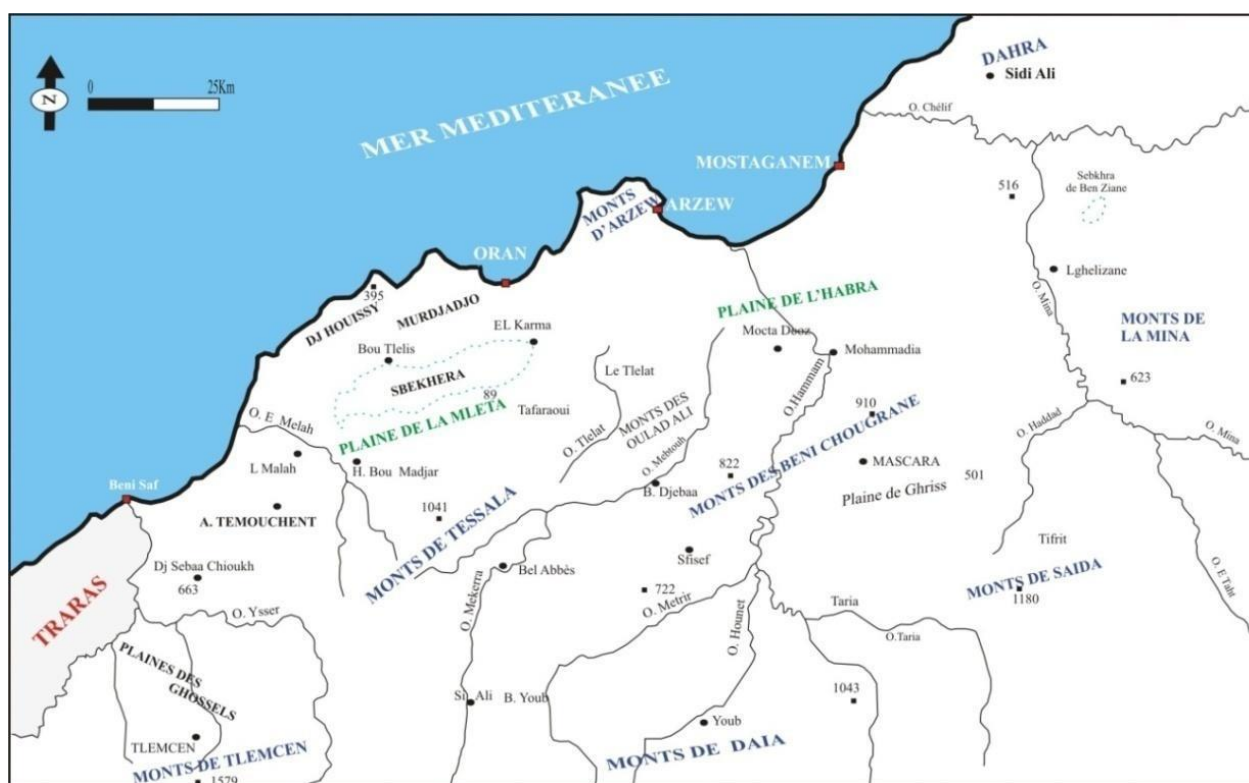 N
0 25Km
MER MEDITERANEE
DAHRA
Sidi Ali
O. Chélif
MOSTAGANEM
516
Sebkhra
de Ben Ziane
MONTS
D'ARZEW
ARZEW
ORAN
Lghelizane
395
DJ HOUISSY
MURDJADJO
PLAINE DE L'HABRA
O. Mina
EL Karma
Mocta Dooz
Mohammadia
MONTS DE
LA MINA
Bou Tlelis
SBEKHERA
89
Le Tlelat
623
Tafaraoui
O.Hammam
910
O. E Melah
PLAINE DE LA MLETA
O. Tlelat
MONTS DES
OULAD ALI
O. Haddad
O. Mina
L Malah
H. Bou Madjar
O. Mebtouh
822
MASCARA
501
Beni Saf
B. Djebaa
MONTS DES BENI CHOUGRANE
Plaine de Ghriss
A. TEMOUCHENT
1041
MONTS DE TESSALA
Tifrit
Dj Sebaa Chioukh
663
Bel Abbès
Sfisef
TRARAS
722
MONTS DE SAIDA
1180
O. E Taht
O. Ysser
O. Mekerra
O. Metrir
Taria
O. Hounet
O.Taria
PLAINES DES
GHOSSELS
Si Ali B. Youb
1043
Youb
TLEMCEN
MONTS DE TLEMCEN
MONTS DE DAIA
1579